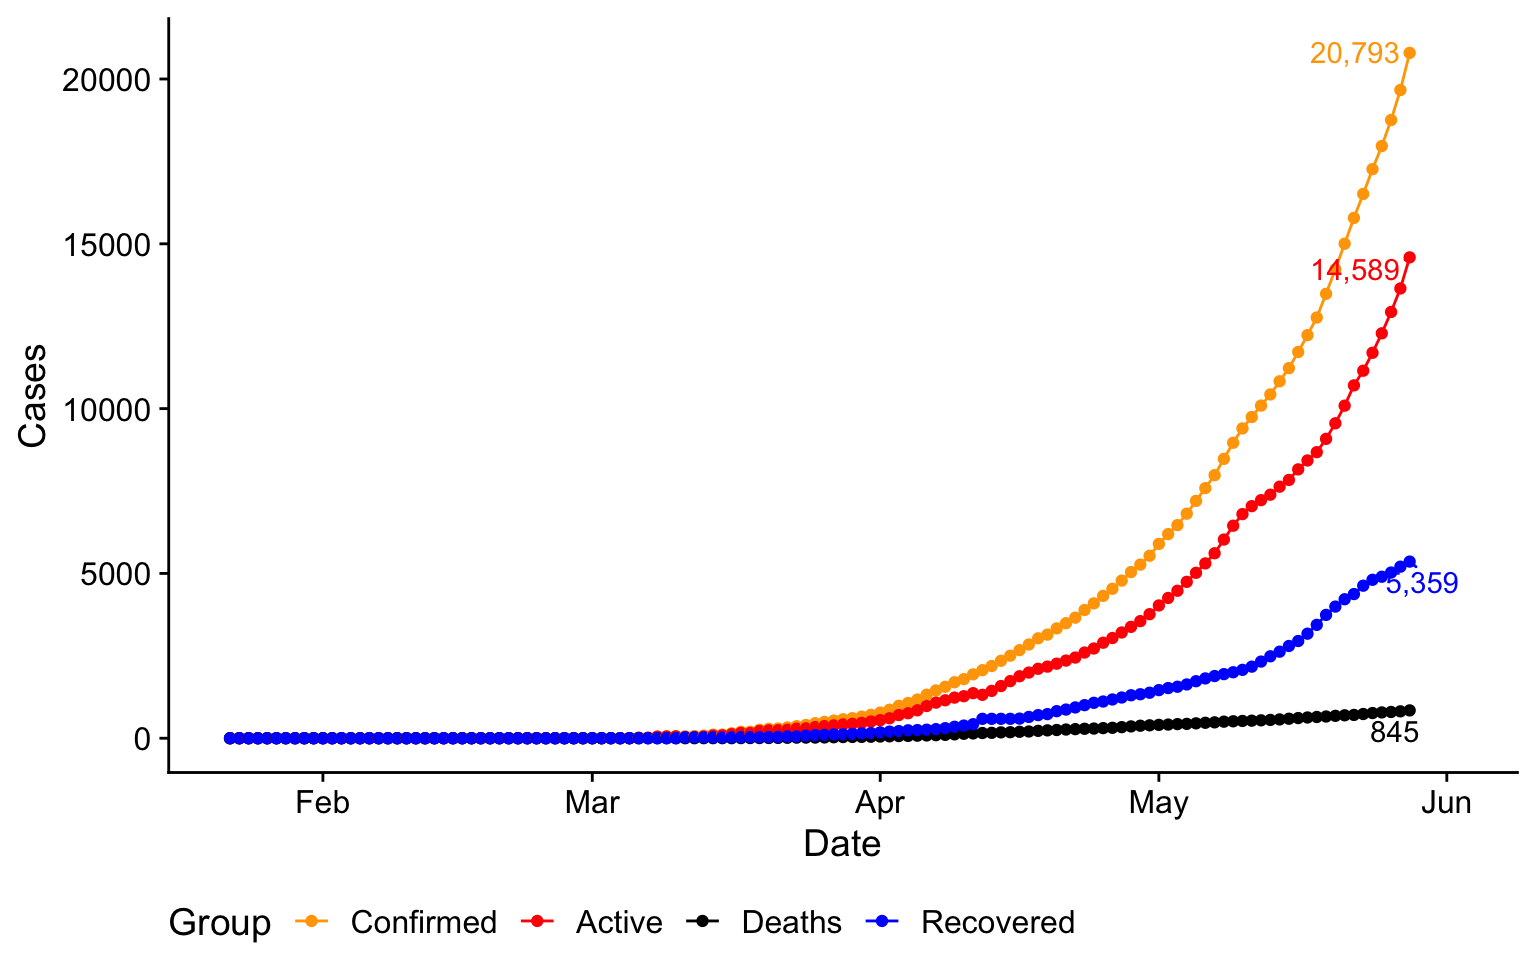 20,793
20000
15000
14,589
Cases
10000
5000
5,359
0
845
Feb Mar Apr May Jun
Date
Group Confirmed Active Deaths Recovered